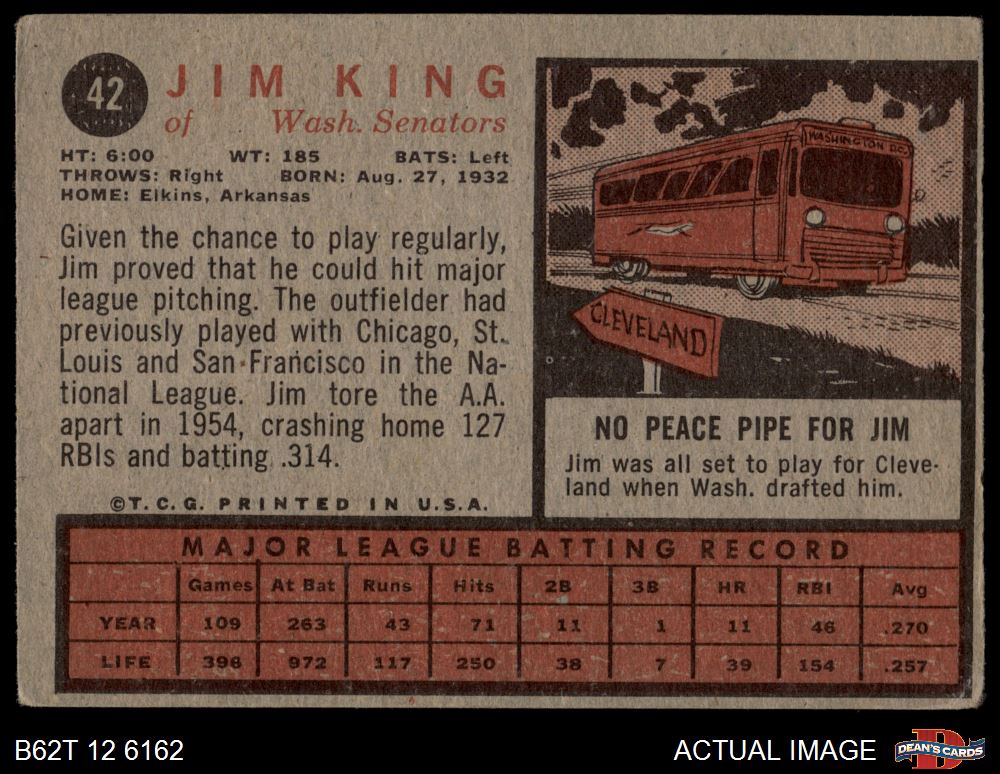 42
JIM KING
of Wash. Senators
HT: 6:00 WT: 185 BATS: Left
THROWS: Right BORN: Aug. 27, 1932
HOME: Elkins, Arkansas
Given the chance to play regularly,
Jim proved that he could hit major
league pitching. The outfielder had
previously played with Chicago, St.
Louis and San Francisco in the Na-
tional League. Jim tore the A.A.
apart in 1954, crashing home 127
RBIs and batting .314.
©T.C.G. PRINTED IN U.S.A.
WASHINGTON DC
CLEVELAND
NO PEACE PIPE FOR JIM
Jim was all set to play for Cleve-
land when Wash. drafted him.
MAJOR LEAGUE BATTING RECORD
Games At Bat Runs Hits 2B 3B HR RBI Avg
YEAR 109 263 43 71 11 1 11 46 .270
LIFE 396 972 117 250 38 7 39 154 .257
B62T 12 6162
ACTUAL IMAGE
D
DEAN'S CARDS